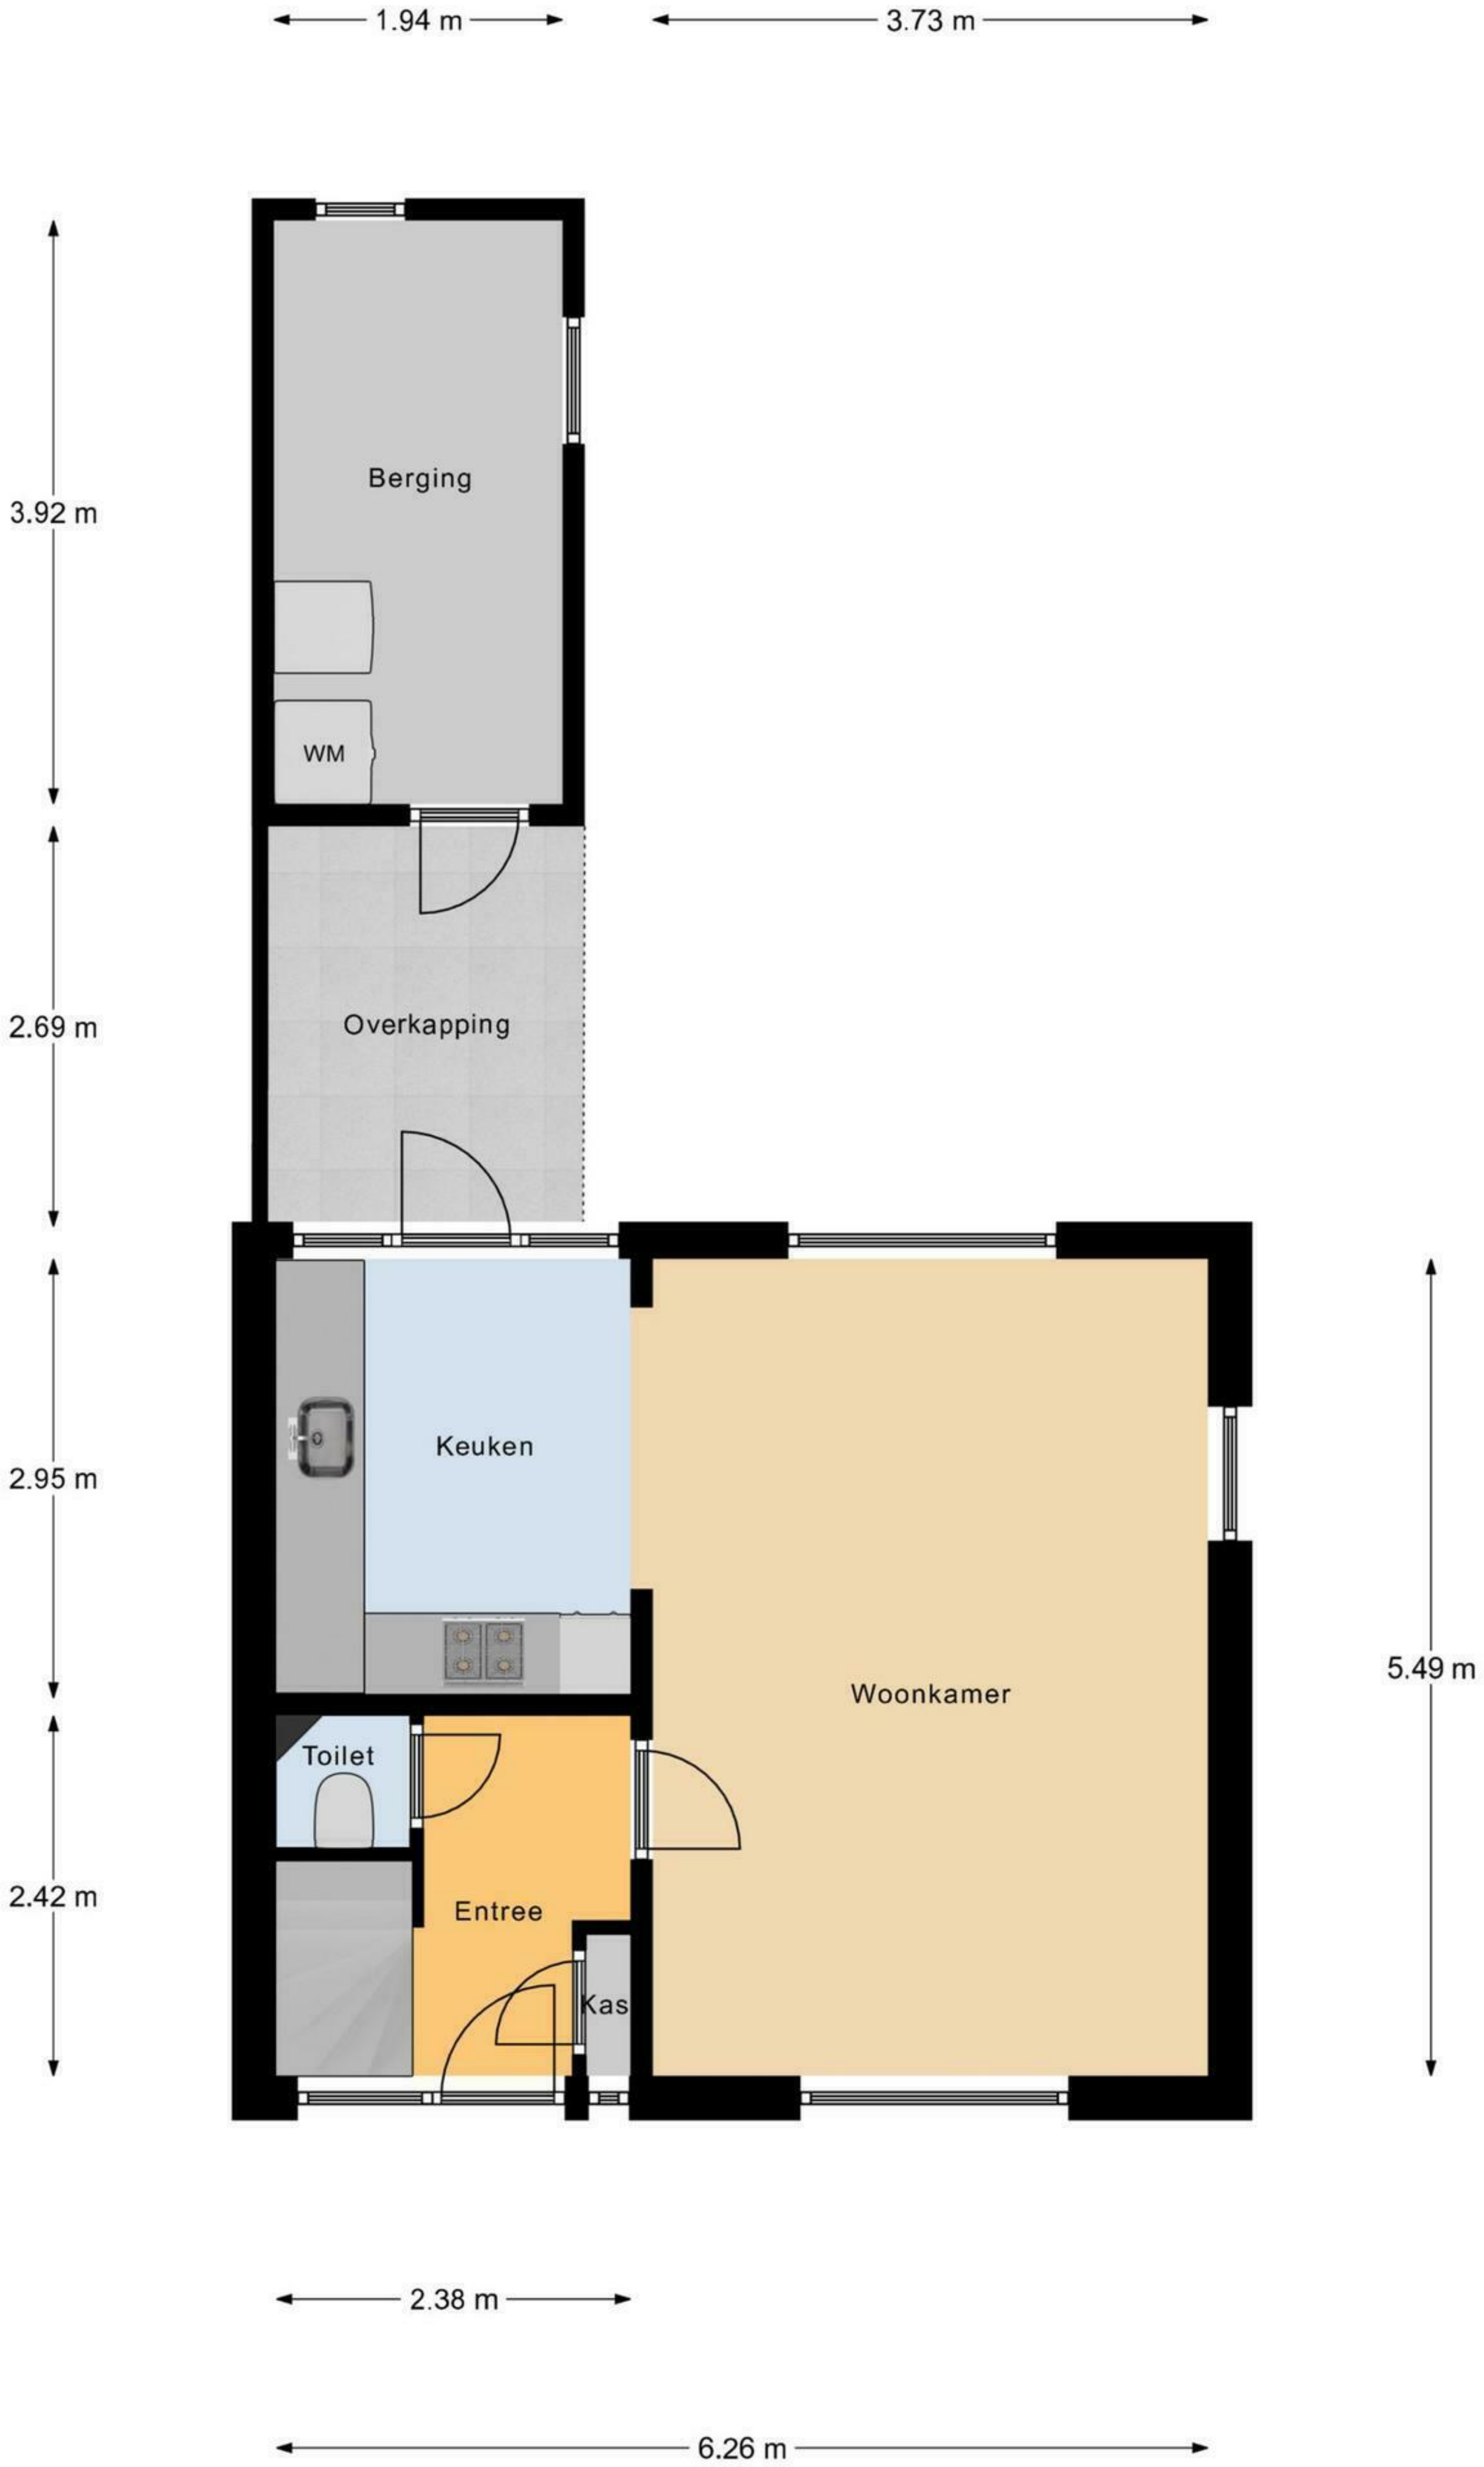 1.94 m
3.73 m
Berging
3.92 m
WM
Overkapping
2.69 m
Keuken
2.95 m
5.49 m
Woonkamer
Toilet
2.42 m
Entree
Kas
2.38 m
6.26 m